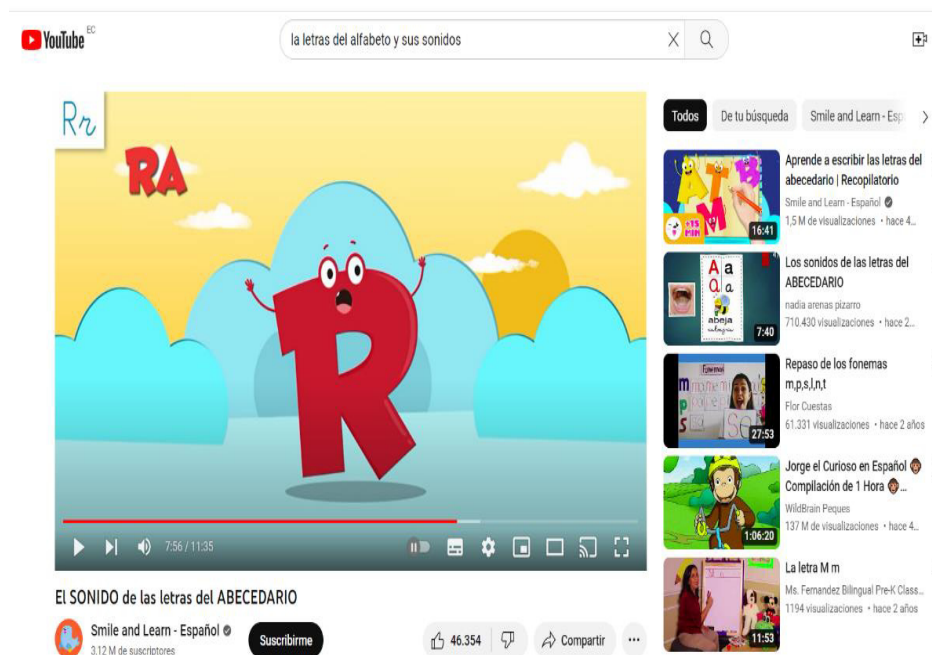 YouTube EC
la letras del alfabeto y sus sonidos
Rr
RA
R
7:56 / 11:35
El SONIDO de las letras del ABECEDARIO
Smile and Learn - Español
3.12 M de suscriptores
Suscribirme
46.354
Compartir
Todos
De tu búsqueda
Smile and Learn - Esp
Aprende a escribir las letras del
abecedario | Recopilatorio
Smile and Learn - Español
1,5 M de visualizaciones • hace 4...
A T B
M
+15
MIN
16:41
Los sonidos de las letras del
ABECEDARIO
nadia arenas pizarro
710.430 visualizaciones • hace 2...
A a
a a
abeja
7:40
Repaso de los fonemas
m,p,s,l,n,t
Flor Cuestas
61.331 visualizaciones • hace 2 años
m
p
s
se
27:53
Jorge el Curioso en Español 🐵
Compilación de 1 Hora 🐵...
WildBrain Peques
137 M de visualizaciones • hace 4...
1:06:20
La letra M m
Ms. Fernandez Bilingual Pre-K Class...
1194 visualizaciones • hace 2 años
11:53